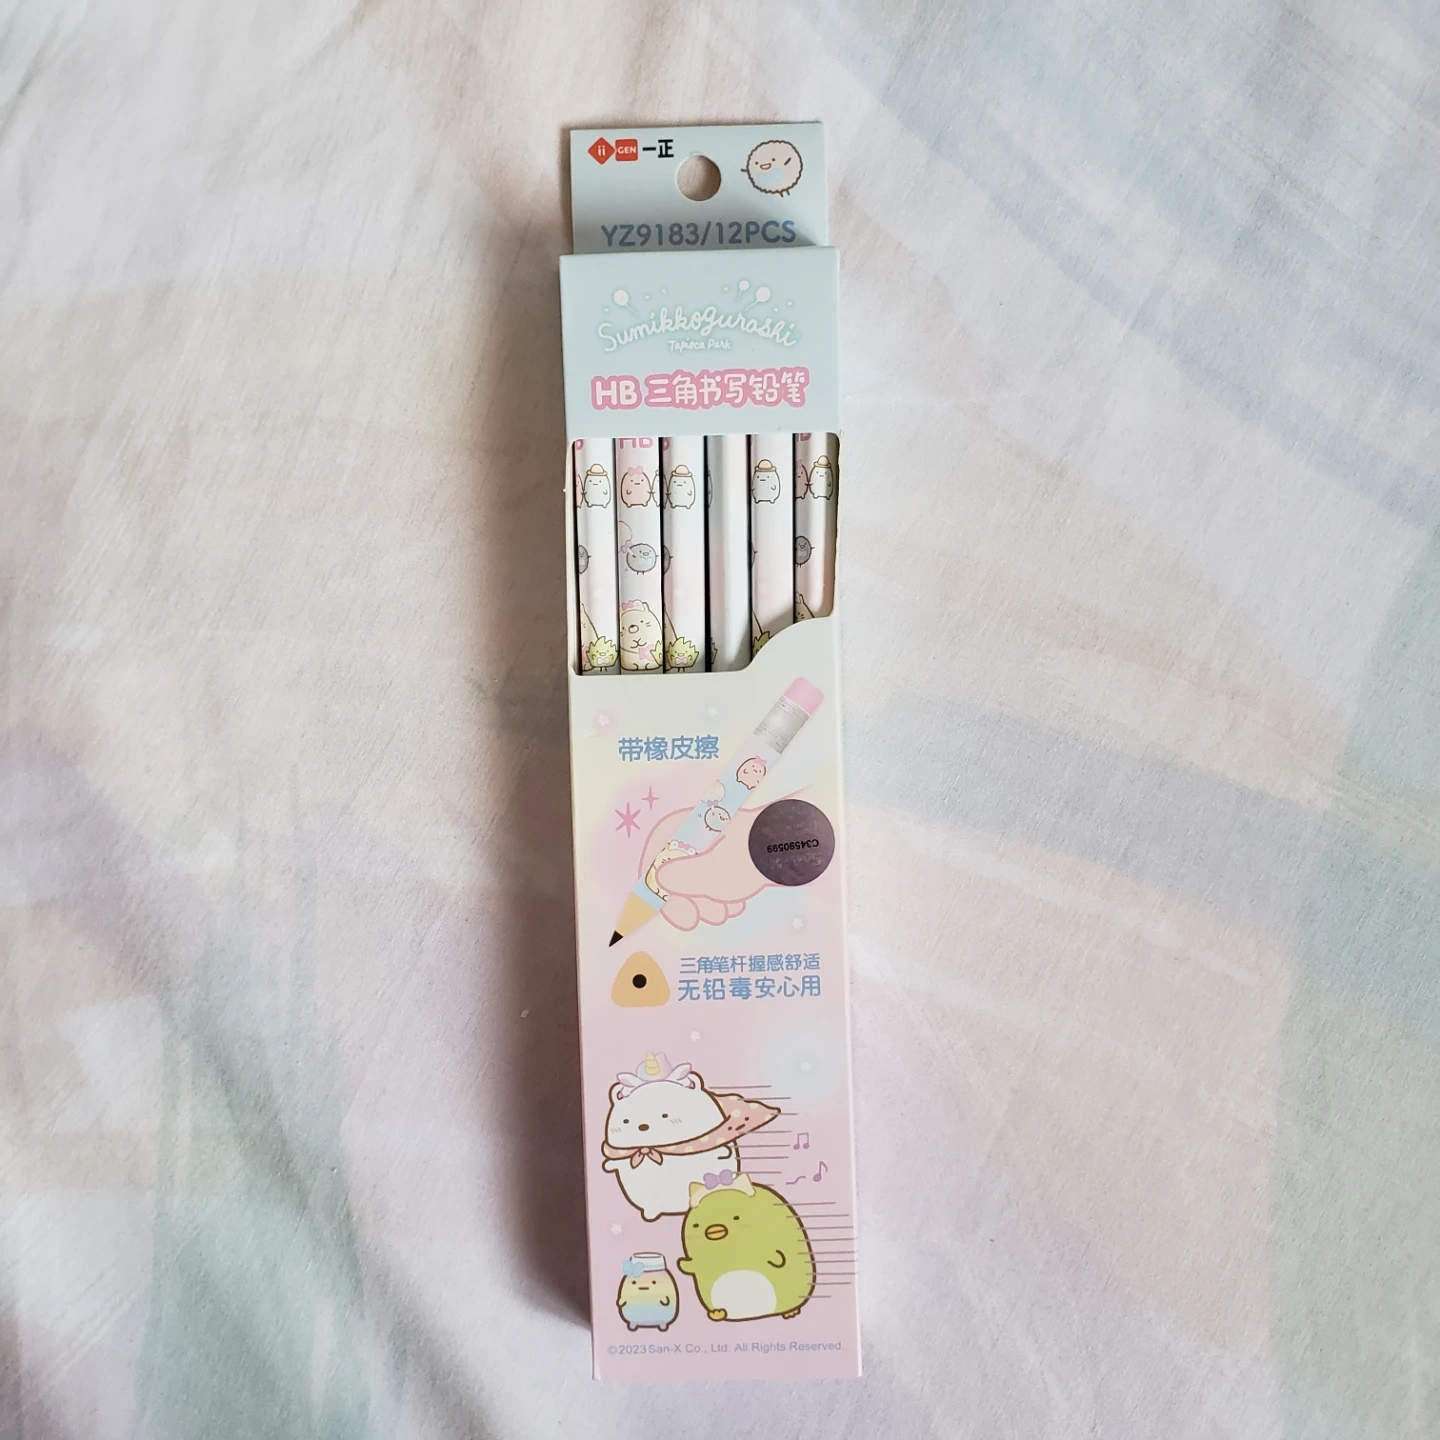 ii GEN 一正
YZ9183/12PCS
Sumikkogurashi
Tapioca Park
HB三角书写铅笔
HB
带橡皮擦
C34590599
三角笔杆握感舒适
无铅毒安心用
©2023 San-X Co., Ltd. All Rights Reserved.